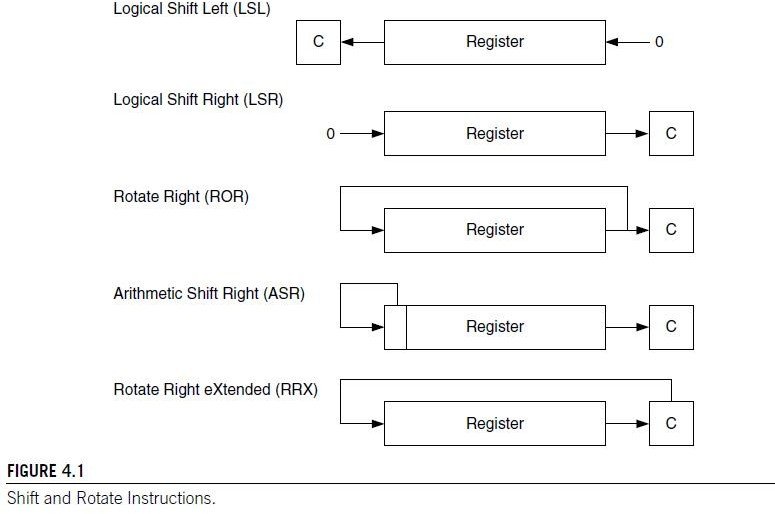 Logical Shift Left (LSL)
C Register 0
Logical Shift Right (LSR)
0 Register C
Rotate Right (ROR)
Register C
Arithmetic Shift Right (ASR)
Register C
Rotate Right eXtended (RRX)
Register C
FIGURE 4.1
Shift and Rotate Instructions.